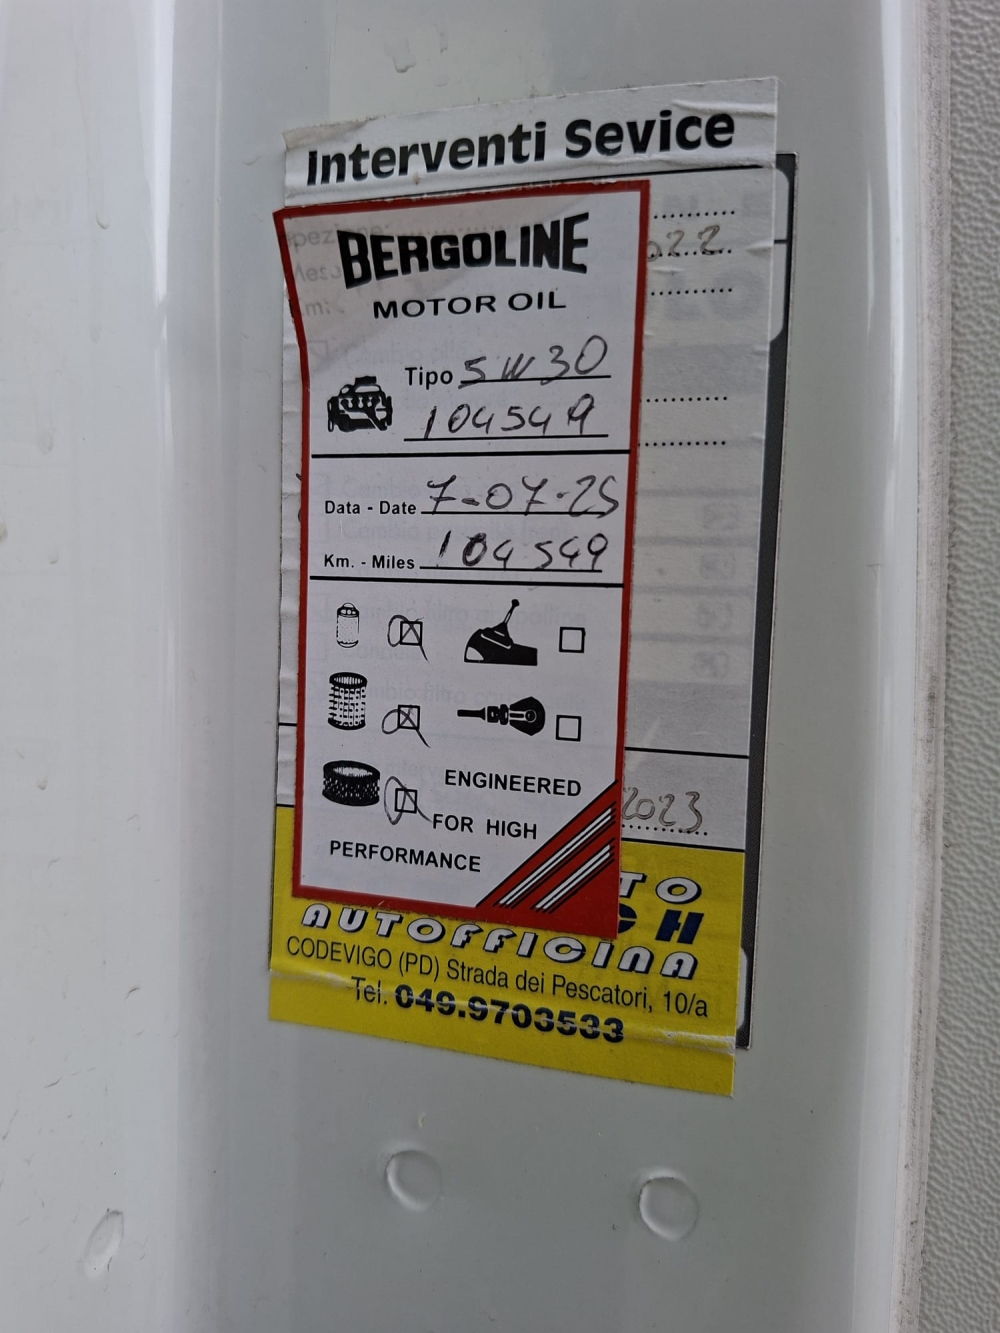 Interventi Sevice
BERGOLINE
MOTOR OIL
Tipo 5W30
104549
Data - Date 7-07-25
Km. - Miles 104549
ENGINEERED
FOR HIGH
PERFORMANCE
2023
AUTOFFICINA
CODEVIGO (PD) Strada dei Pescatori, 10/a
Tel. 049.9703533